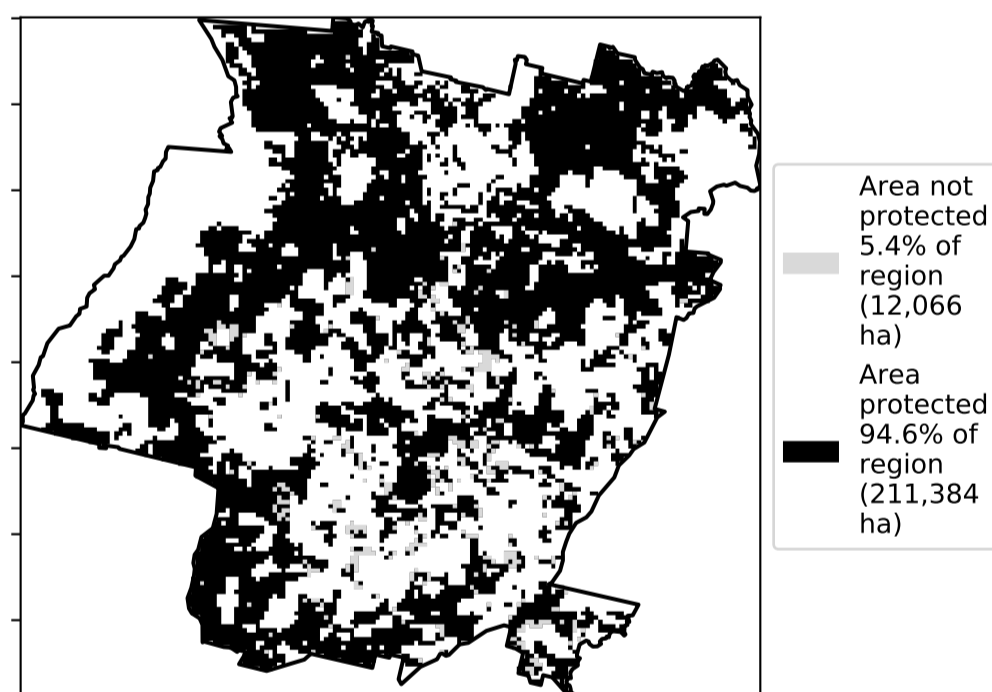 Area not
protected
5.4% of
region
(12,066
ha)
Area
protected
94.6% of
region
(211,384
ha)